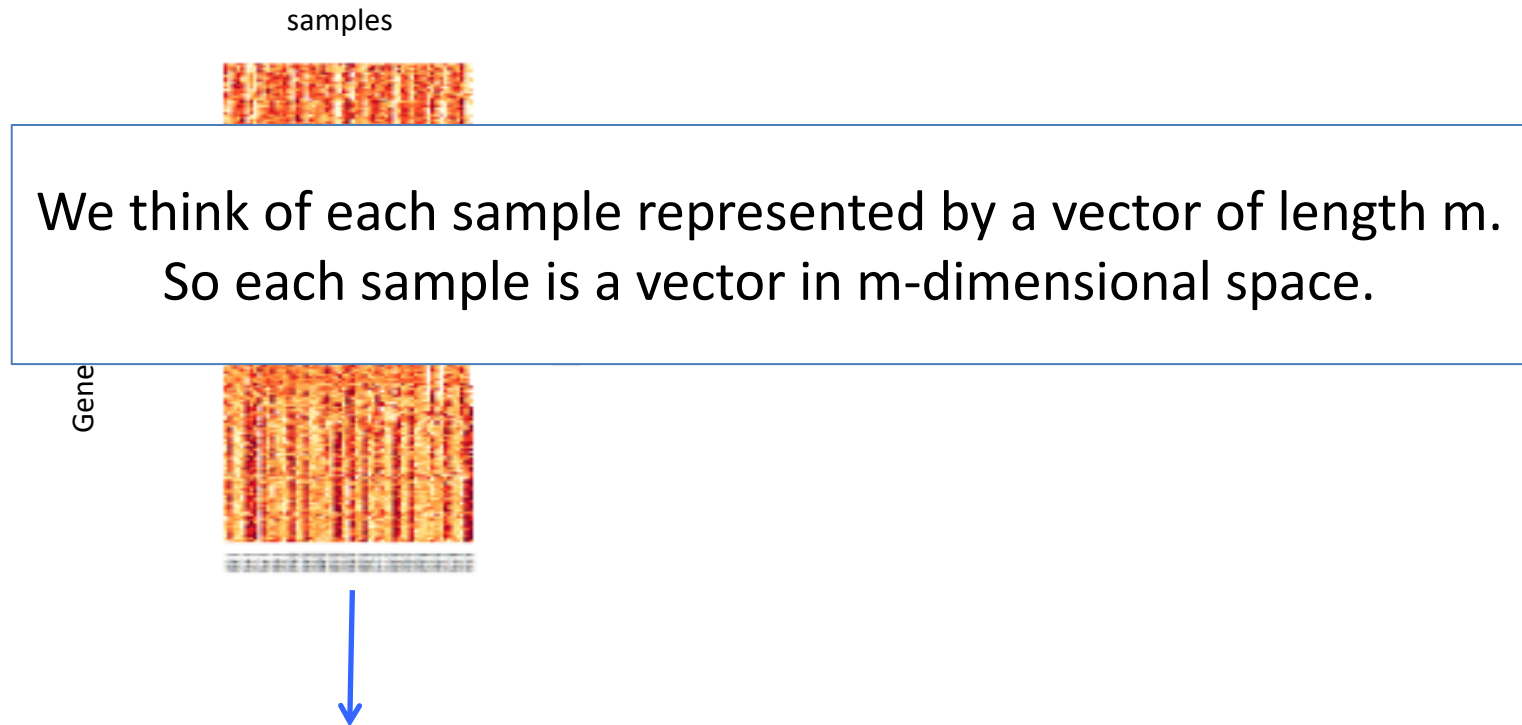 samples
We think of each sample represented by a vector of length m.
So each sample is a vector in m-dimensional space.
Gene